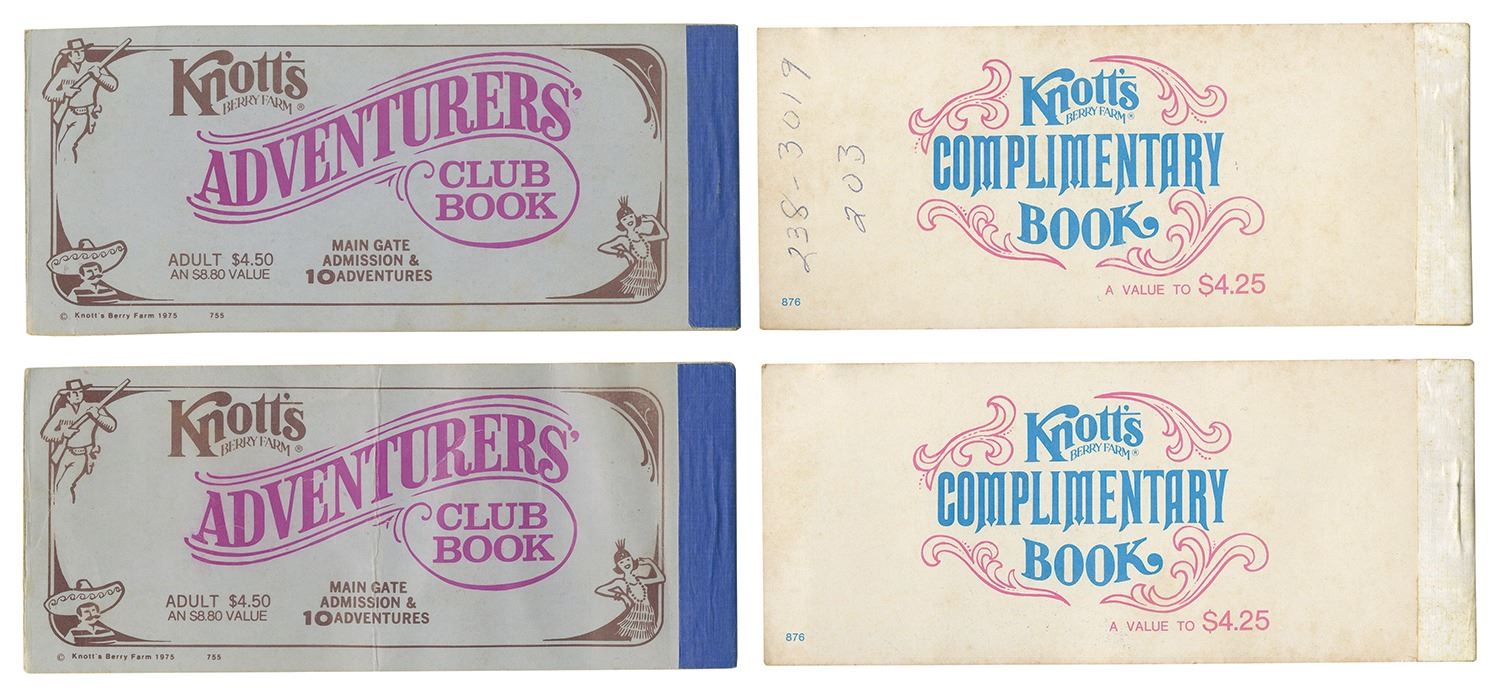 Knott's
BERRY FARM ®
ADVENTURERS'
CLUB
BOOK
ADULT $4.50
AN $8.80 VALUE
MAIN GATE
ADMISSION &
10 ADVENTURES
© Knott's Berry Farm 1975 755
238-3019
203
Knott's
BERRY FARM ®
COMPLIMENTARY
BOOK
A VALUE TO $4.25
876
Knott's
BERRY FARM ®
ADVENTURERS'
CLUB
BOOK
ADULT $4.50
AN $8.80 VALUE
MAIN GATE
ADMISSION &
10 ADVENTURES
© Knott's Berry Farm 1975 755
Knott's
BERRY FARM ®
COMPLIMENTARY
BOOK
A VALUE TO $4.25
876